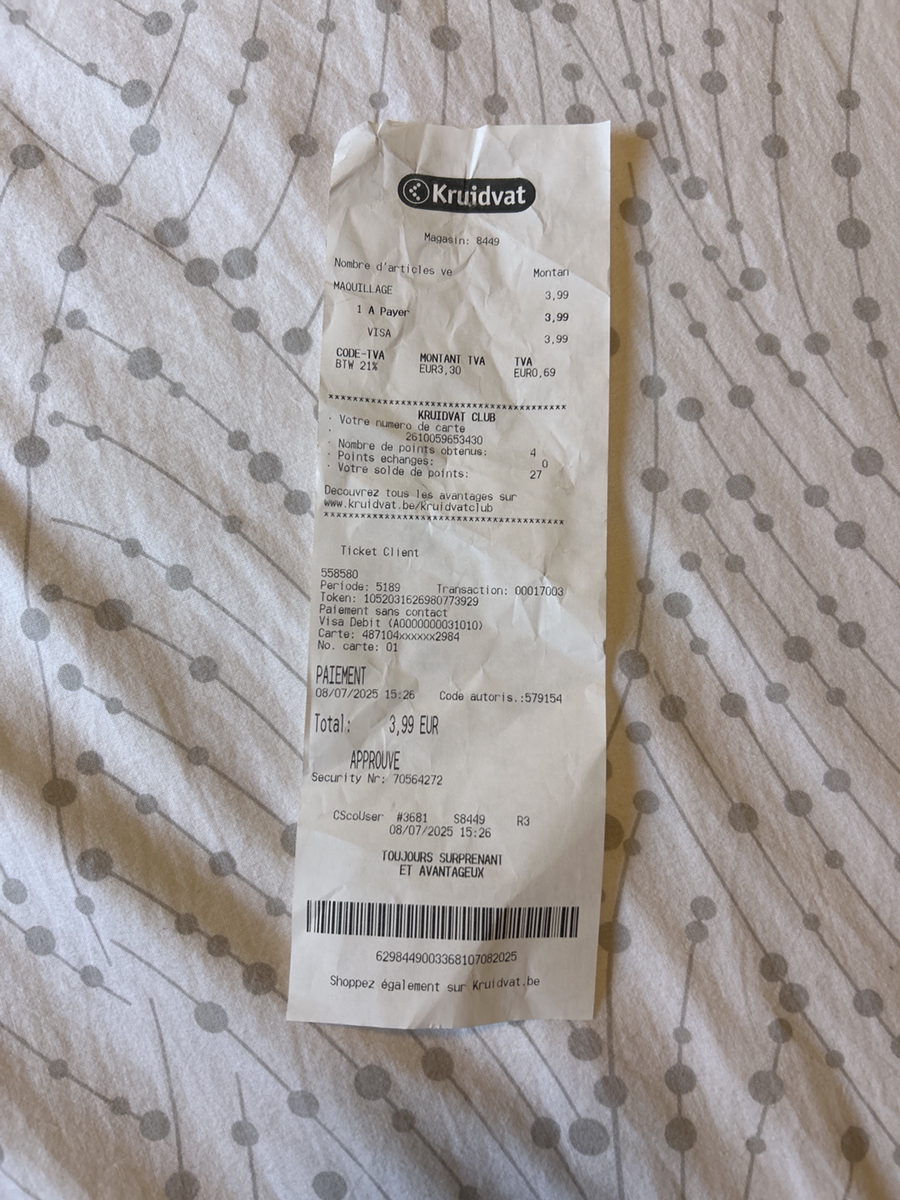 Kruidvat
Magasin: 8449
Nombre d'articles ve Montan
MAQUILLAGE 3,99
1 A Payer 3,99
VISA 3,99
CODE-TVA MONTANT TVA TVA
BTW 21% EUR3,30 EUR0,69
****************************************
KRUIDVAT CLUB
· Votre numero de carte
· 2610059653430
· Nombre de points obtenus: 4
· Points echanges: 0
· Votre solde de points: 27
Decouvrez tous les avantages sur
www.kruidvat.be/kruidvatclub
****************************************
Ticket Client
558580
Periode: 5189 Transaction: 00017003
Token: 1052031626980773929
Paiement sans contact
Visa Debit (A0000000031010)
Carte: 487104xxxxxx2984
No. carte: 01
PAIEMENT
08/07/2025 15:26 Code autoris.:579154
Total: 3,99 EUR
APPROUVE
Security Nr: 70564272
CScoUser #3681 S8449 R3
08/07/2025 15:26
TOUJOURS SURPRENANT
ET AVANTAGEUX
6298449003368107082025
Shoppez également sur Kruidvat.be